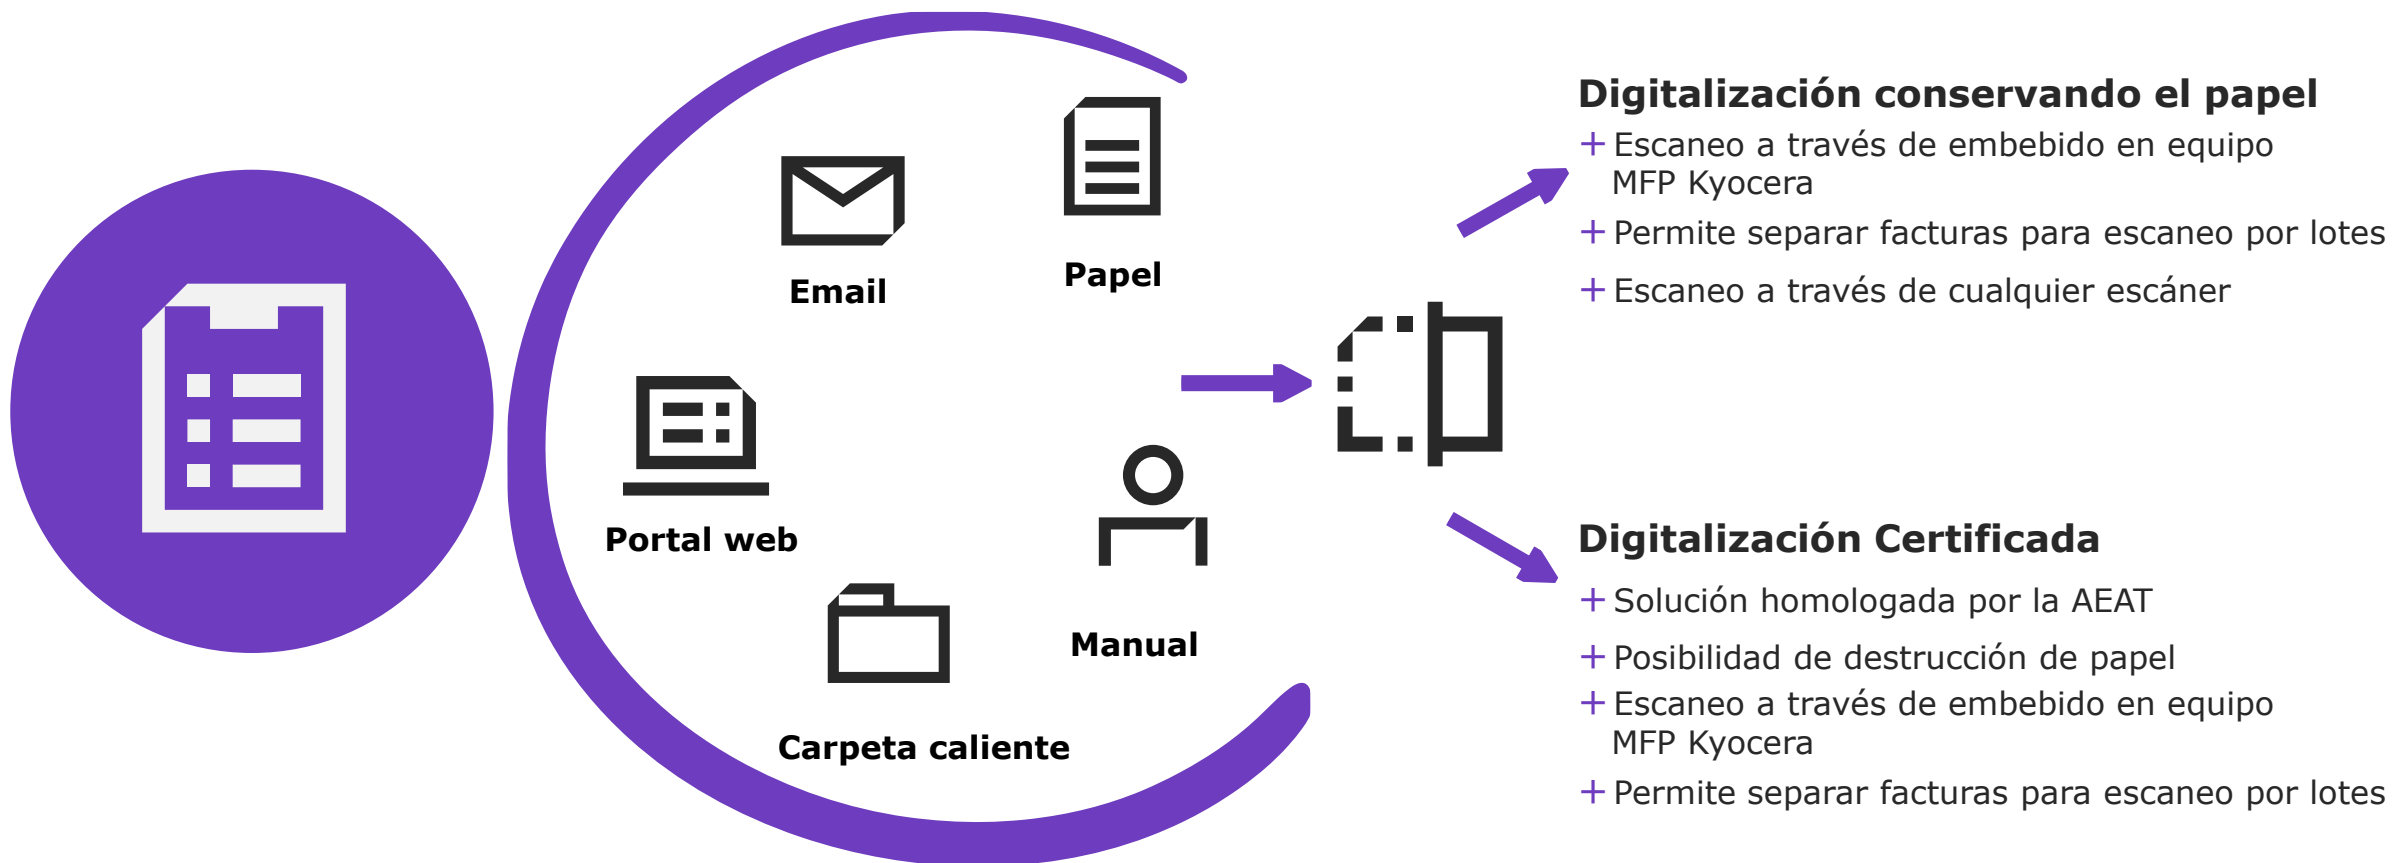 Email
Papel
Portal web
Manual
Carpeta caliente
Digitalización conservando el papel
+ Escaneo a través de embebido en equipo
MFP Kyocera
+ Permite separar facturas para escaneo por lotes
+ Escaneo a través de cualquier escáner
Digitalización Certificada
+ Solución homologada por la AEAT
+ Posibilidad de destrucción de papel
+ Escaneo a través de embebido en equipo
MFP Kyocera
+ Permite separar facturas para escaneo por lotes